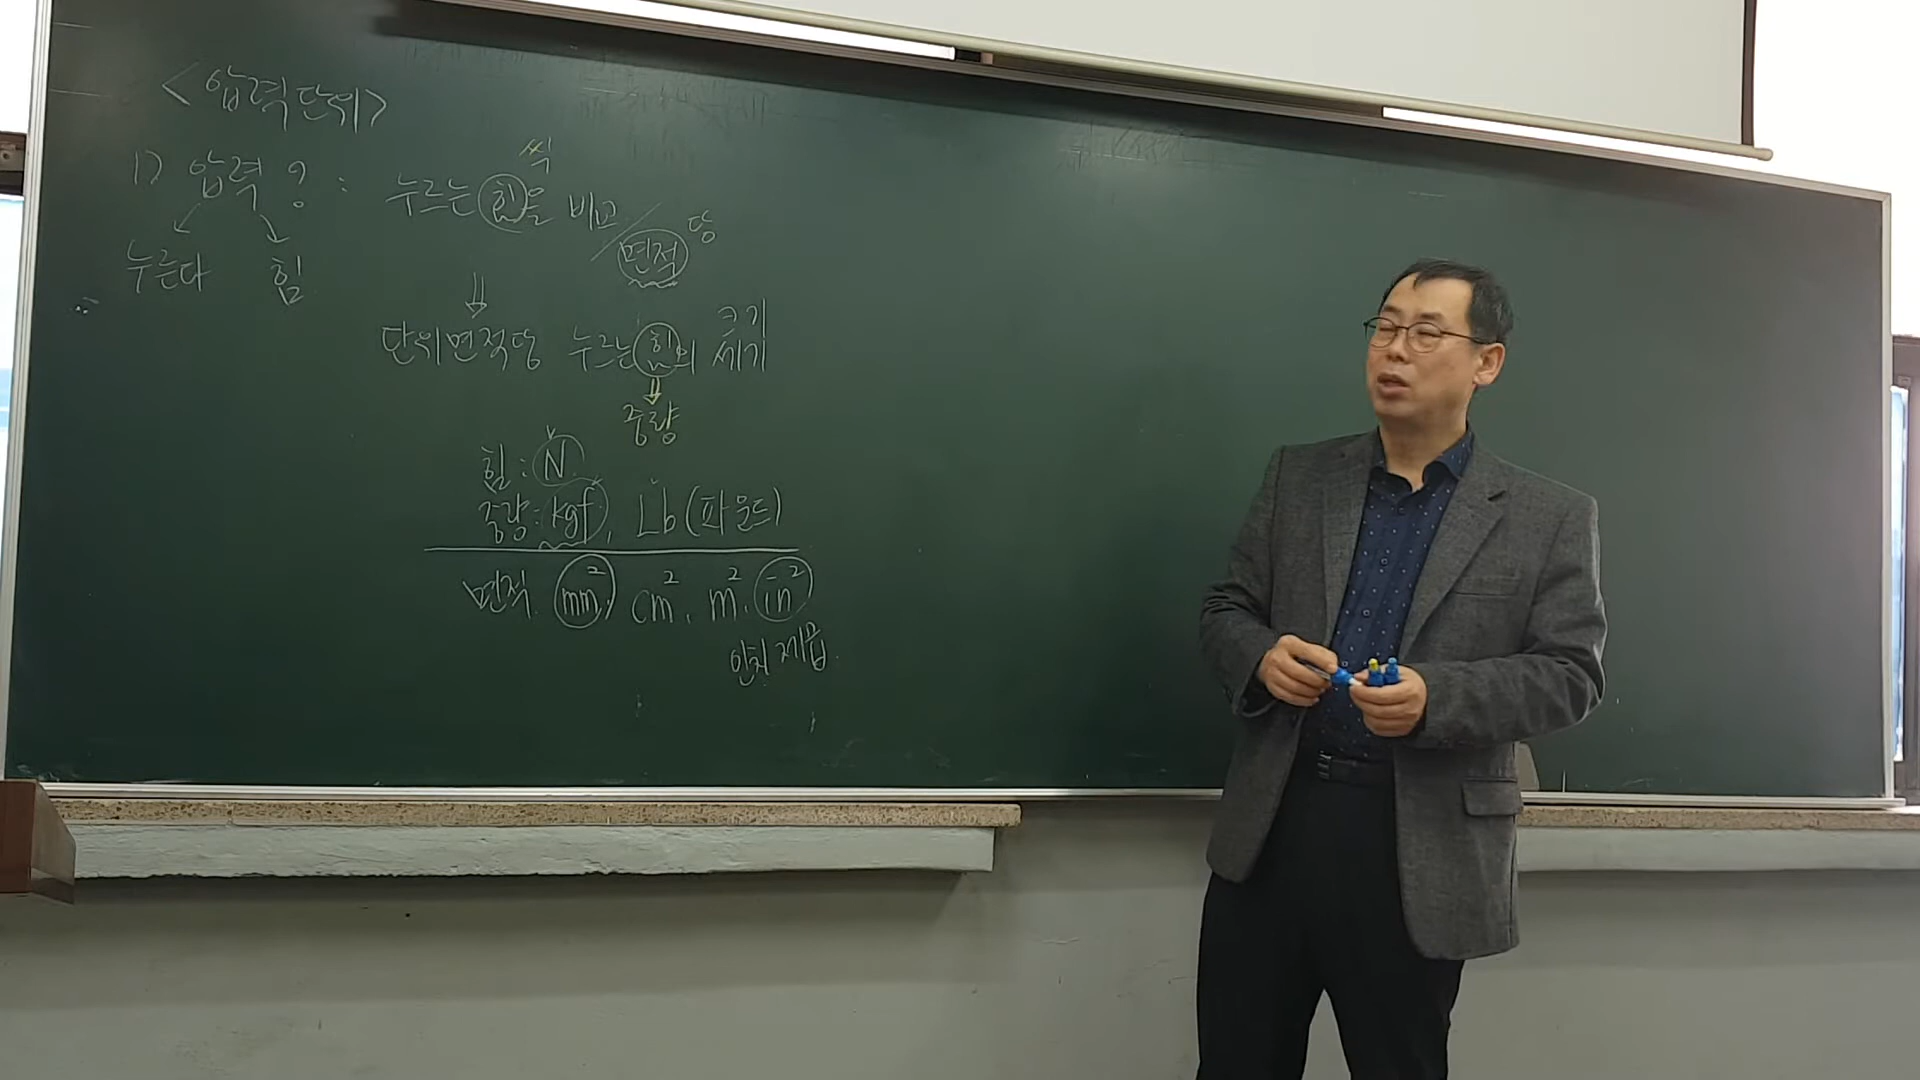 <압력단위>
1) 압력? : 누르는 힘을 비교 / 면적당
씩
누른다 힘
단위면적당 누르는 힘의 크기
세기
중량
힘 : N
중량 : kgf, Lb (파운드)
면적. mm², cm², m², in²
인치 제곱.